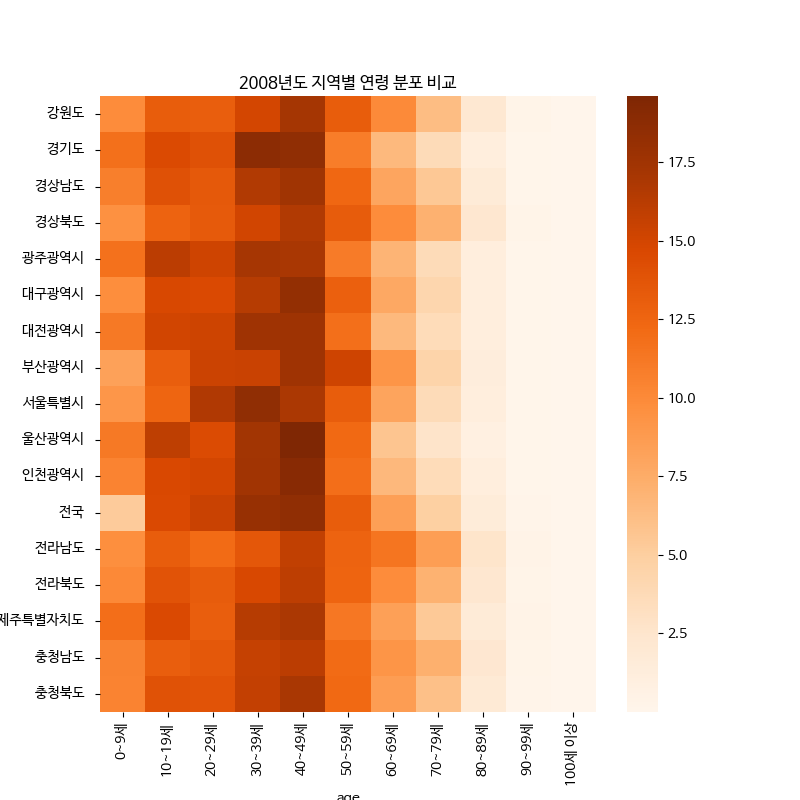 2008년도 지역별 연령 분포 비교
강원도
경기도
경상남도
경상북도
광주광역시
대구광역시
대전광역시
부산광역시
서울특별시
울산광역시
인천광역시
전국
전라남도
전라북도
제주특별자치도
충청남도
충청북도
0~9세
10~19세
20~29세
30~39세
40~49세
50~59세
60~69세
70~79세
80~89세
90~99세
100세 이상
age
17.5
15.0
12.5
10.0
7.5
5.0
2.5